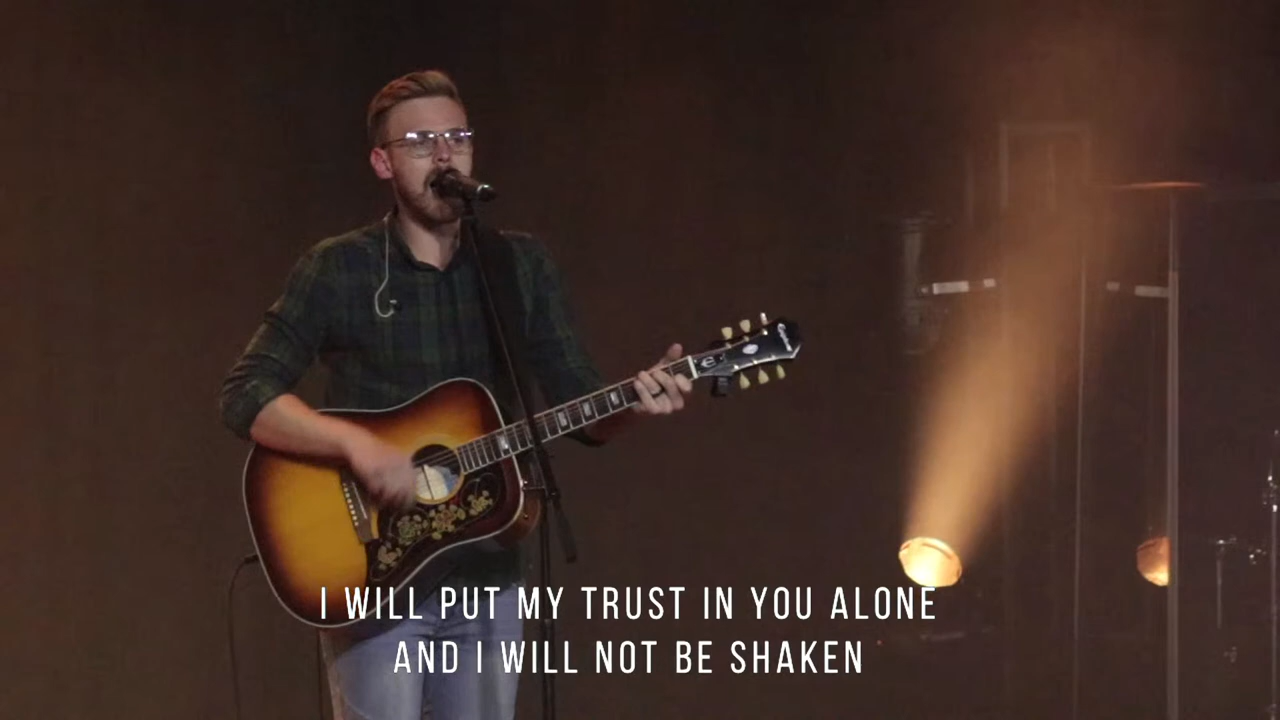 I WILL PUT MY TRUST IN YOU ALONE
AND I WILL NOT BE SHAKEN